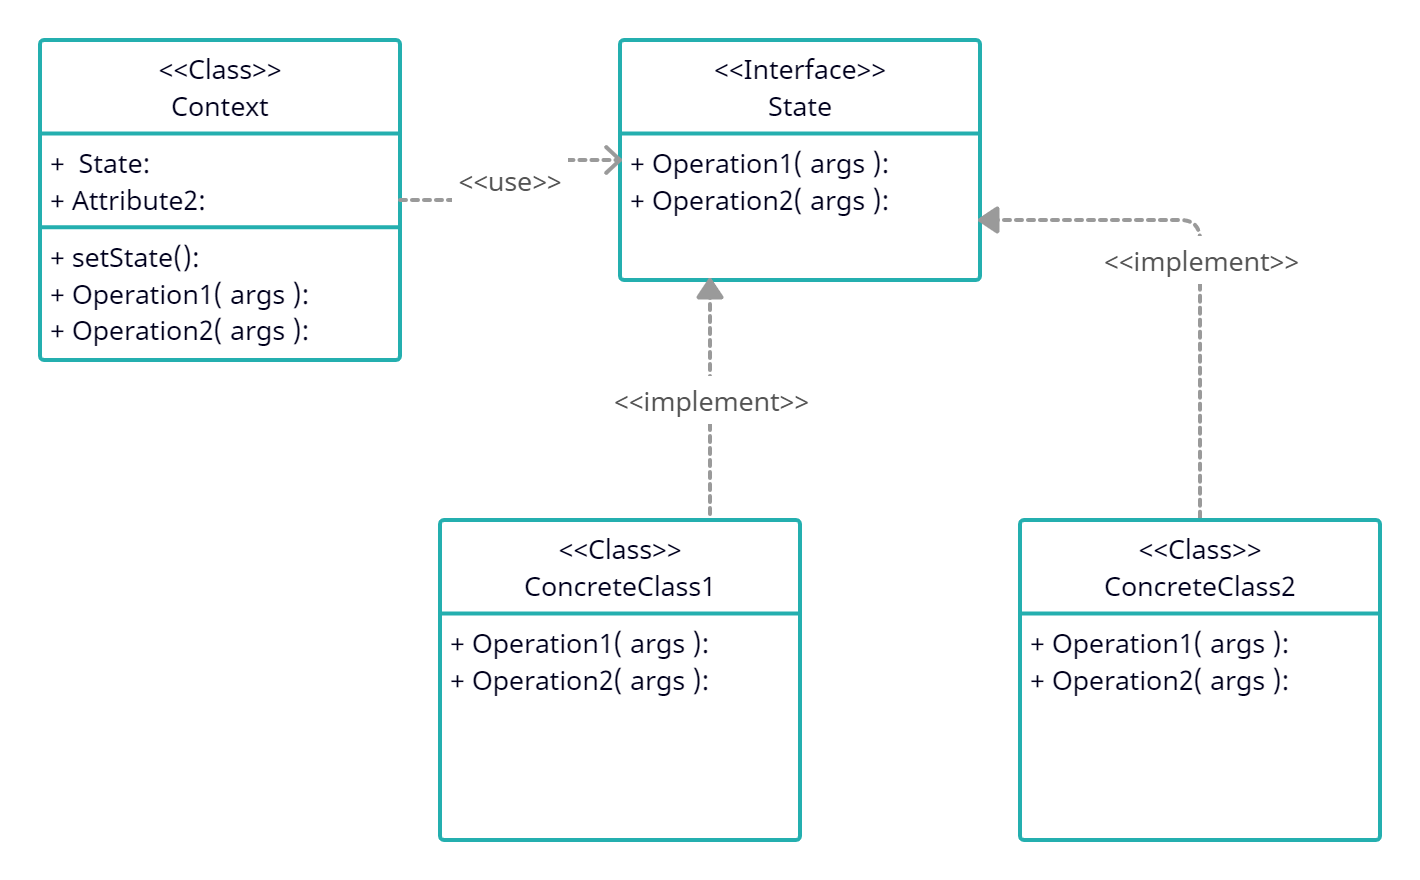 <<Class>>
Context
+  State:
+ Attribute2:
+ setState():
+ Operation1( args ):
+ Operation2( args ):
<<use>>
<<Interface>>
State
+ Operation1( args ):
+ Operation2( args ):
<<implement>>
<<implement>>
<<Class>>
ConcreteClass1
+ Operation1( args ):
+ Operation2( args ):
<<Class>>
ConcreteClass2
+ Operation1( args ):
+ Operation2( args ):